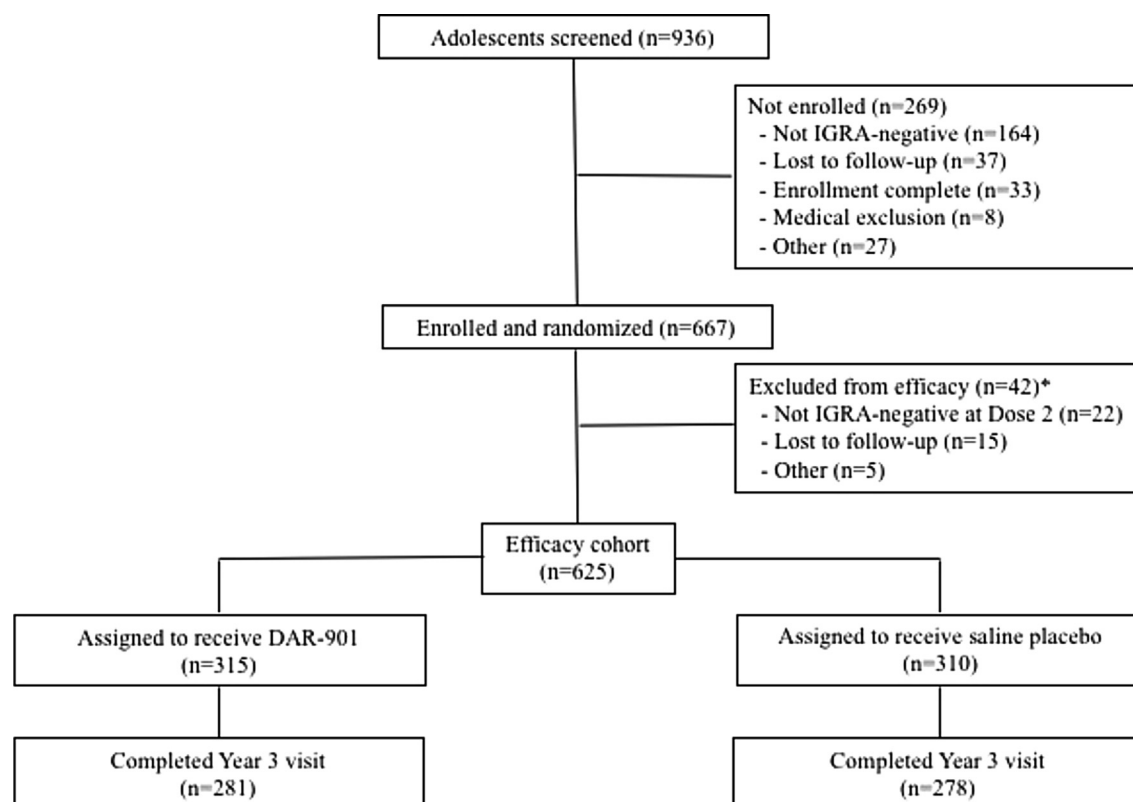 Adolescents screened (n=936)
Not enrolled (n=269)
- Not IGRA-negative (n=164)
- Lost to follow-up (n=37)
- Enrollment complete (n=33)
- Medical exclusion (n=8)
- Other (n=27)
Enrolled and randomized (n=667)
Excluded from efficacy (n=42)*
- Not IGRA-negative at Dose 2 (n=22)
- Lost to follow-up (n=15)
- Other (n=5)
Efficacy cohort
(n=625)
Assigned to receive DAR-901
(n=315)
Assigned to receive saline placebo
(n=310)
Completed Year 3 visit
(n=281)
Completed Year 3 visit
(n=278)